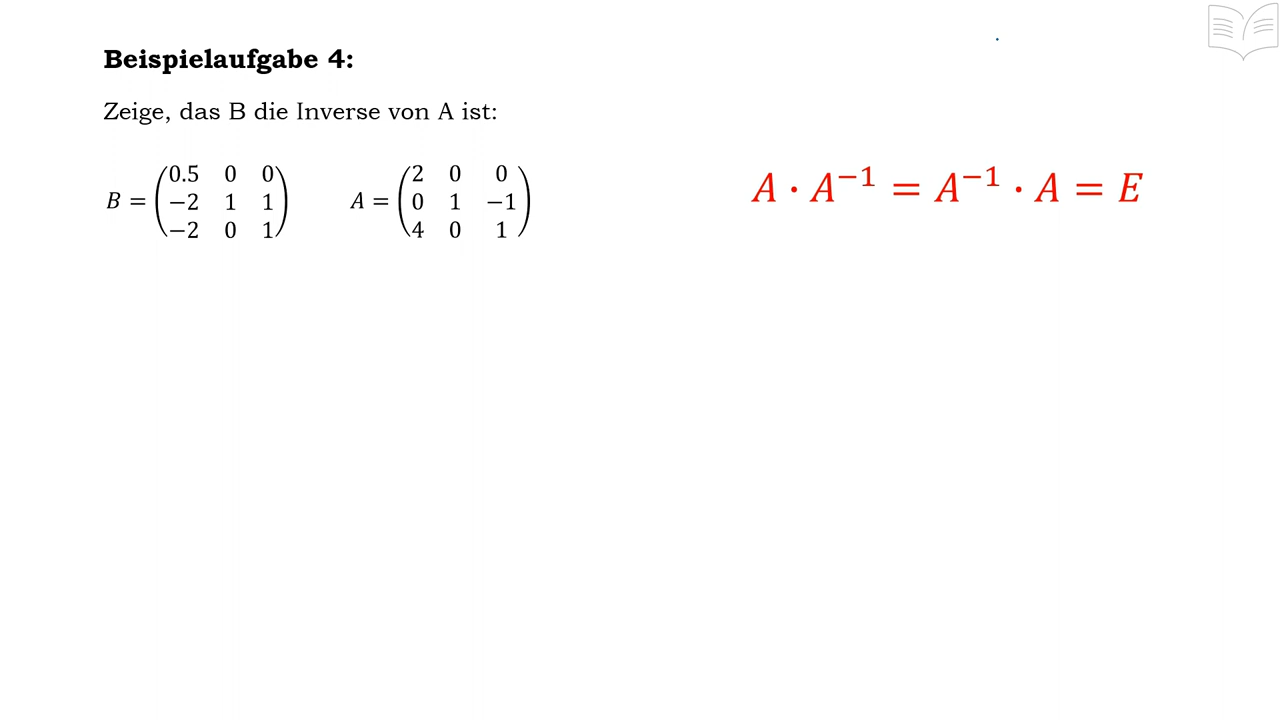 Beispielaufgabe 4:
Zeige, das B die Inverse von A ist:
B = (0.5 0 0
−2 1 1
−2 0 1)
A = (2 0 0
0 1 −1
4 0 1)
A · A⁻¹ = A⁻¹ · A = E